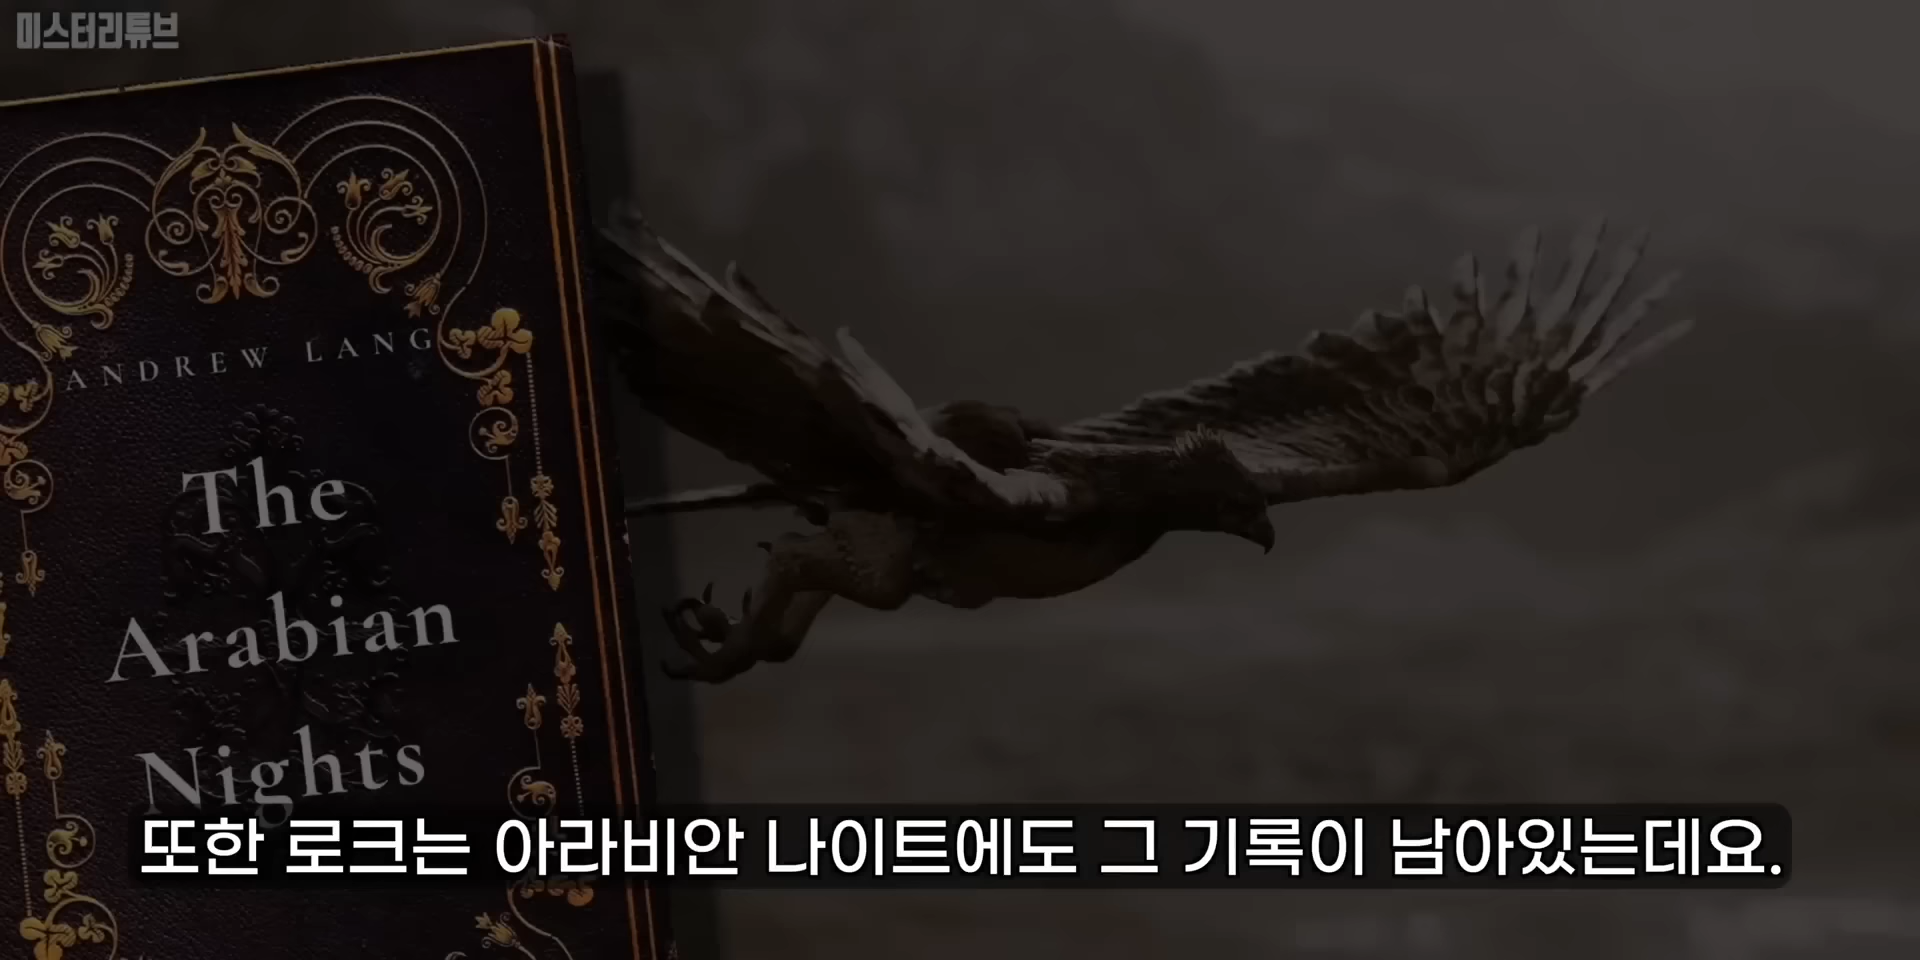 미스터리튜브
ANDREW LANG
The
Arabian
Nights
또한 로크는 아라비안 나이트에도 그 기록이 남아있는데요.